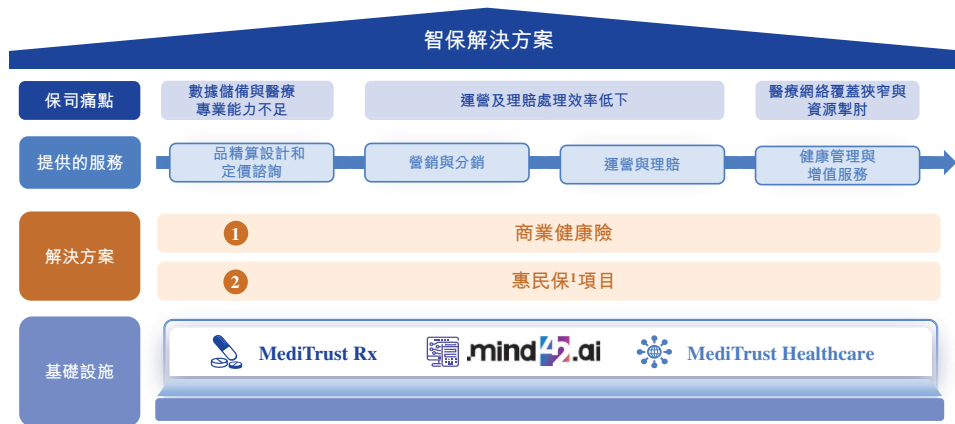 智保解決方案
保司痛點
數據儲備與醫療
專業能力不足
運營及理賠處理效率低下
醫療網絡覆蓋狹窄與
資源掣肘
提供的服務
品精算設計和
定價諮詢
營銷與分銷
運營與理賠
健康管理與
增值服務
解決方案
1 商業健康險
2 惠民保¹項目
基礎設施
MediTrust Rx
.mind42.ai
MediTrust Healthcare